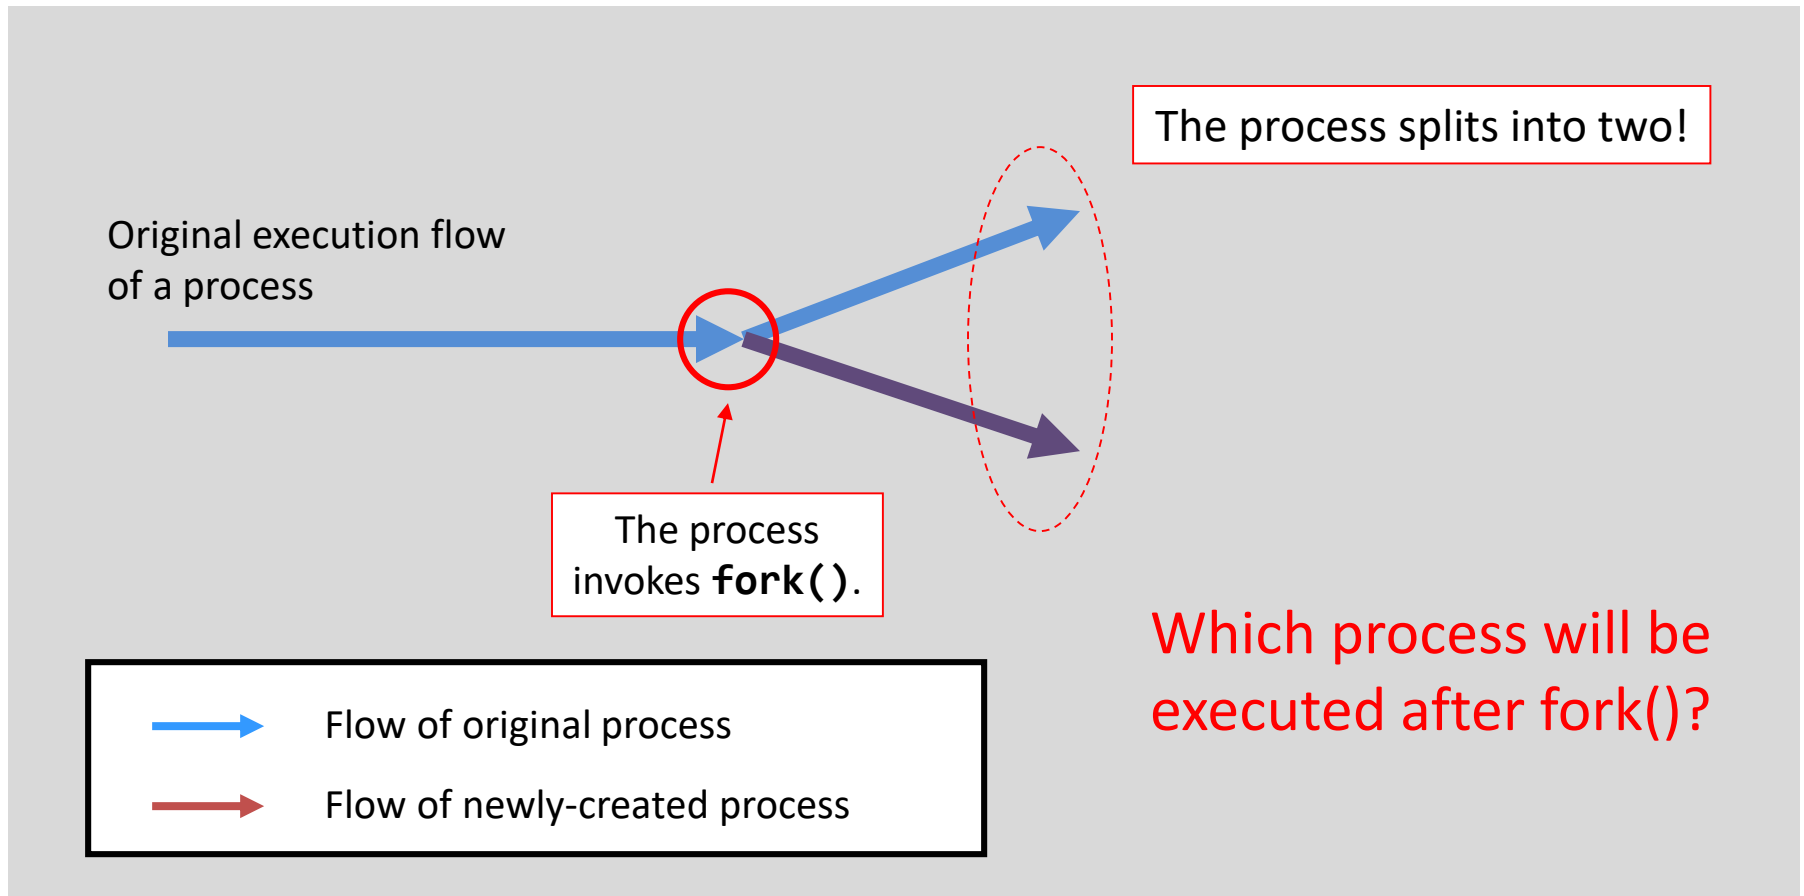 The process splits into two!
Original execution flow
of a process
The process
invokes fork().
Which process will be
executed after fork()?
Flow of original process
Flow of newly-created process